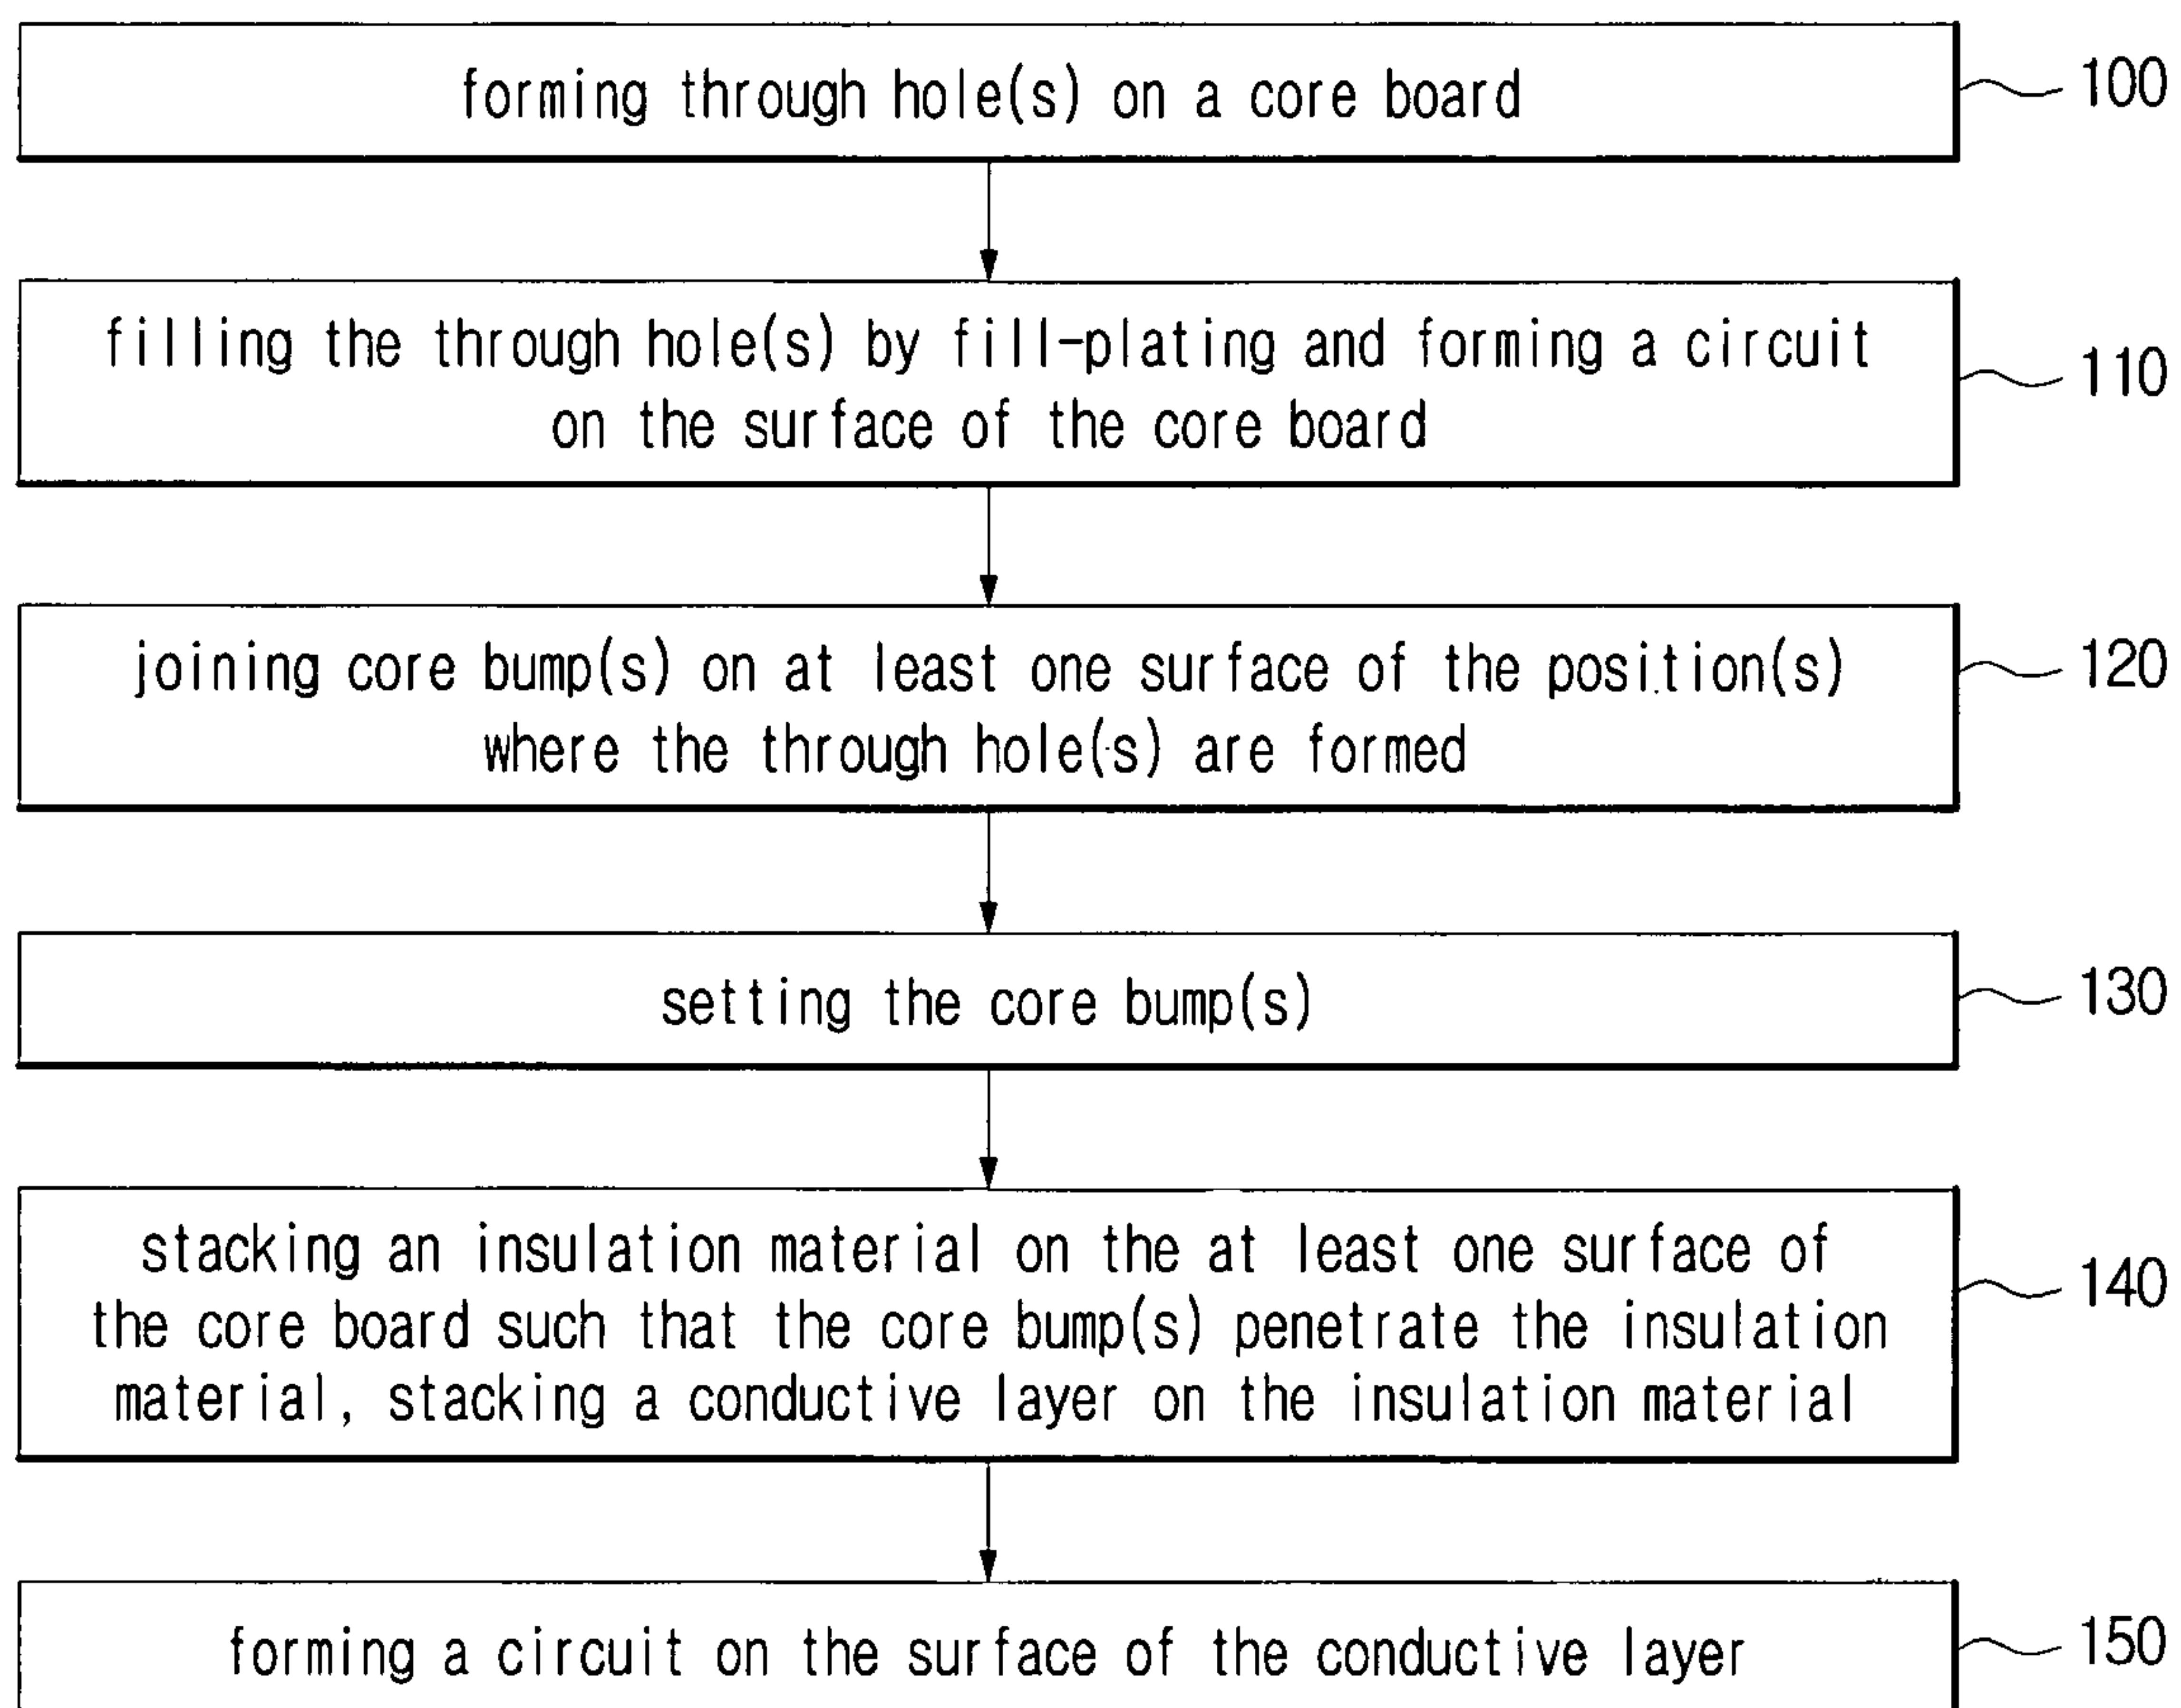 forming through hole(s) on a core board
100
filling the through hole(s) by fill-plating and forming a circuit
on the surface of the core board
110
joining core bump(s) on at least one surface of the position(s)
where the through hole(s) are formed
120
setting the core bump(s)
130
stacking an insulation material on the at least one surface of
the core board such that the core bump(s) penetrate the insulation
material, stacking a conductive layer on the insulation material
140
forming a circuit on the surface of the conductive layer
150